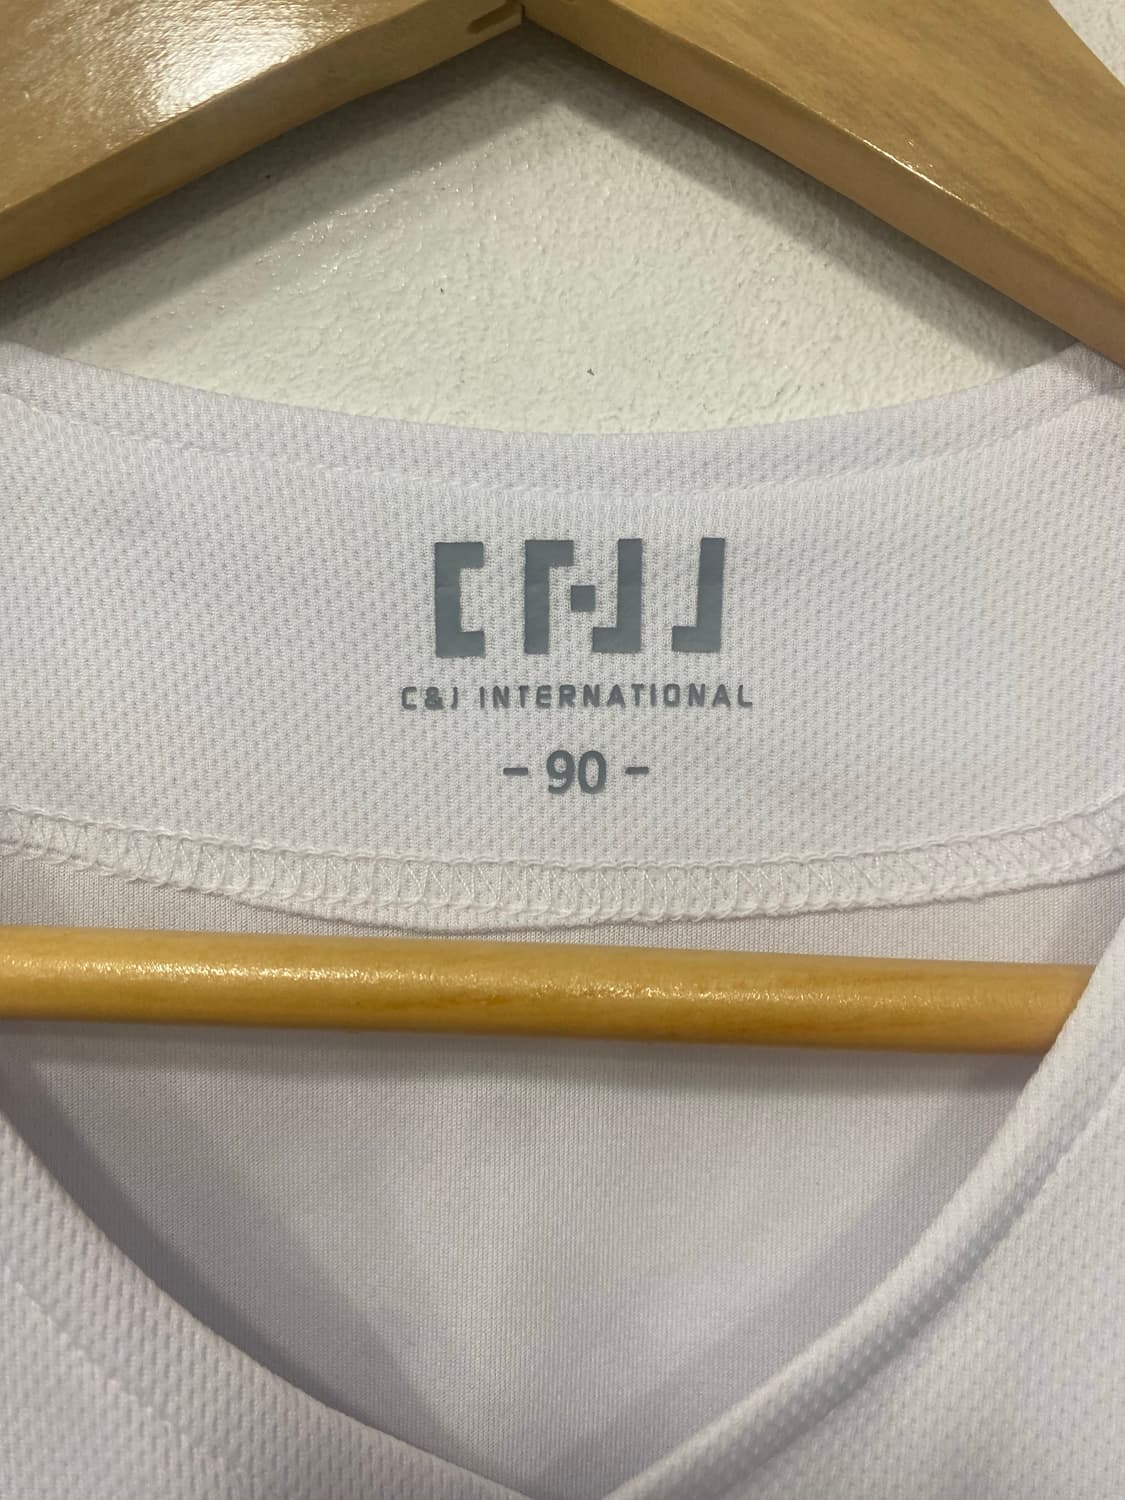 C&J INTERNATIONAL
- 90 -